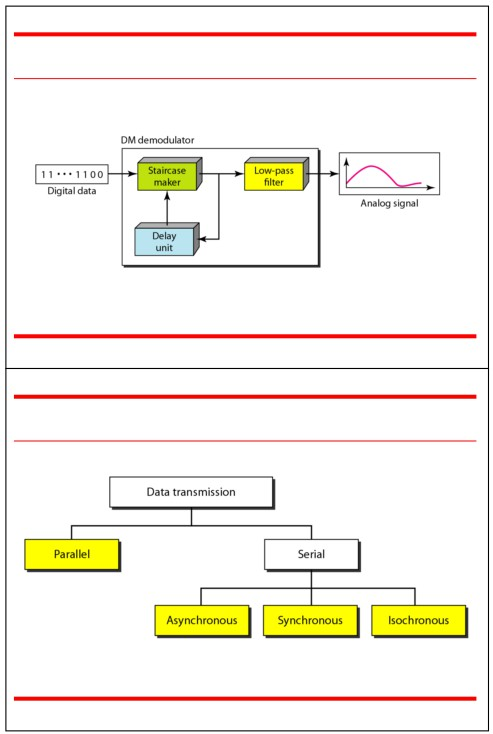 DM demodulator
11 ••• 1100
Digital data
Staircase
maker
Low-pass
filter
Analog signal
Delay
unit
Data transmission
Parallel
Serial
Asynchronous
Synchronous
Isochronous